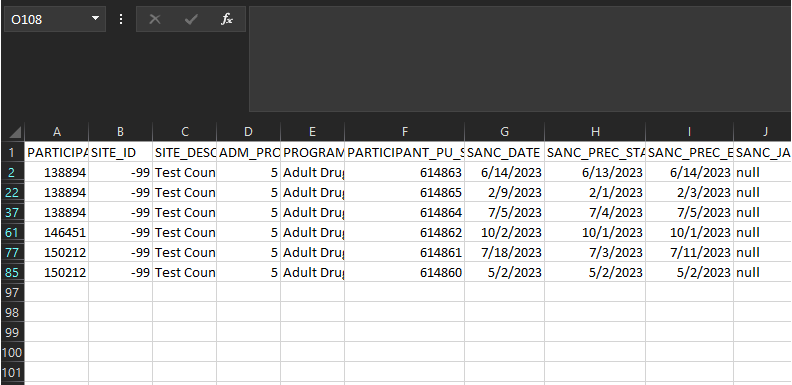 O108 fx
A B C D E F G H I J
1 PARTICIPA SITE_ID SITE_DESC ADM_PRO PROGRAM PARTICIPANT_PU_S SANC_DATE SANC_PREC_STA SANC_PREC_E SANC_JA
2 138894 -99 Test Coun 5 Adult Drug 614863 6/14/2023 6/13/2023 6/14/2023 null
22 138894 -99 Test Coun 5 Adult Drug 614865 2/9/2023 2/1/2023 2/3/2023 null
37 138894 -99 Test Coun 5 Adult Drug 614864 7/5/2023 7/4/2023 7/5/2023 null
61 146451 -99 Test Coun 5 Adult Drug 614862 10/2/2023 10/1/2023 10/1/2023 null
77 150212 -99 Test Coun 5 Adult Drug 614861 7/18/2023 7/3/2023 7/11/2023 null
85 150212 -99 Test Coun 5 Adult Drug 614860 5/2/2023 5/2/2023 5/2/2023 null
97
98
99
100
101